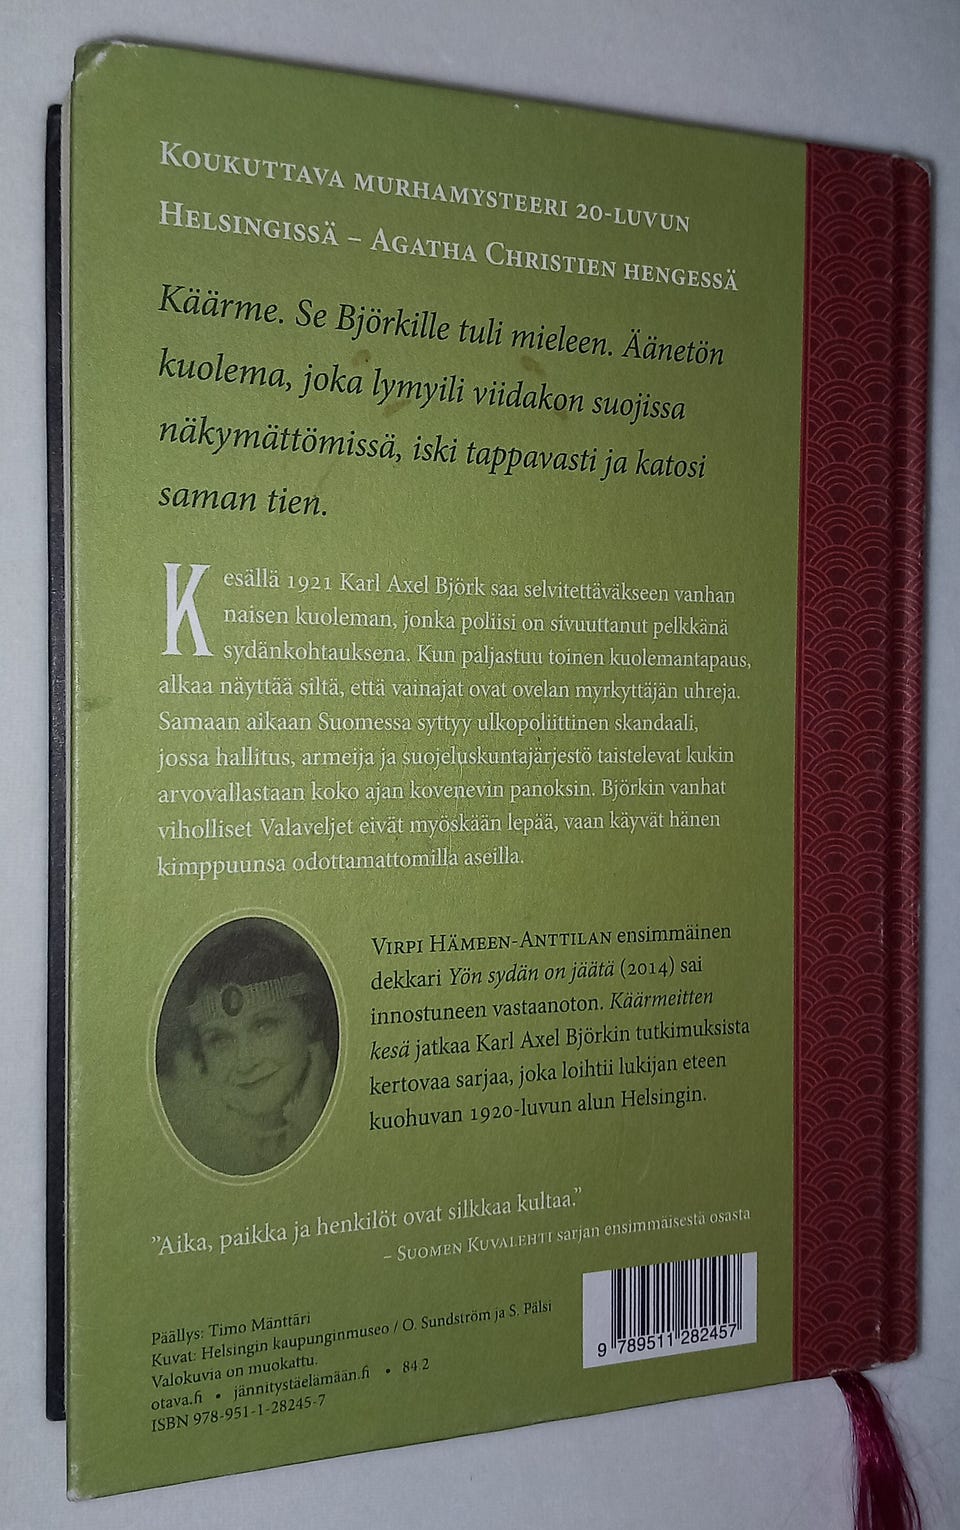 Koukuttava murhamysteeri 20-luvun
Helsingissä – Agatha Christien hengessä
Käärme. Se Björkille tuli mieleen. Äänetön
kuolema, joka lymyili viidakon suojissa
näkymättömissä, iski tappavasti ja katosi
saman tien.
Kesällä 1921 Karl Axel Björk saa selvitettäväkseen vanhan
naisen kuoleman, jonka poliisi on sivuuttanut pelkkänä
sydänkohtauksena. Kun paljastuu toinen kuolemantapaus,
alkaa näyttää siltä, että vainajat ovat ovelan myrkyttäjän uhreja.
Samaan aikaan Suomessa syttyy ulkopoliittinen skandaali,
jossa hallitus, armeija ja suojeluskuntajärjestö taistelevat kukin
arvovallastaan koko ajan kovenevin panoksin. Björkin vanhat
viholliset Valaveljet eivät myöskään lepää, vaan käyvät hänen
kimppuunsa odottamattomilla aseilla.
Virpi Hämeen-Anttilan ensimmäinen
dekkari Yön sydän on jäätä (2014) sai
innostuneen vastaanoton. Käärmeitten
kesä jatkaa Karl Axel Björkin tutkimuksista
kertovaa sarjaa, joka loihtii lukijan eteen
kuohuvan 1920-luvun alun Helsingin.
”Aika, paikka ja henkilöt ovat silkkaa kultaa.”
– Suomen Kuvalehti sarjan ensimmäisestä osasta
Päällys: Timo Mänttäri
Kuvat: Helsingin kaupunginmuseo / O. Sundström ja S. Pälsi
Valokuvia on muokattu.
otava.fi • jännitystäelämään.fi • 84.2
ISBN 978-951-1-28245-7
9 789511 282457